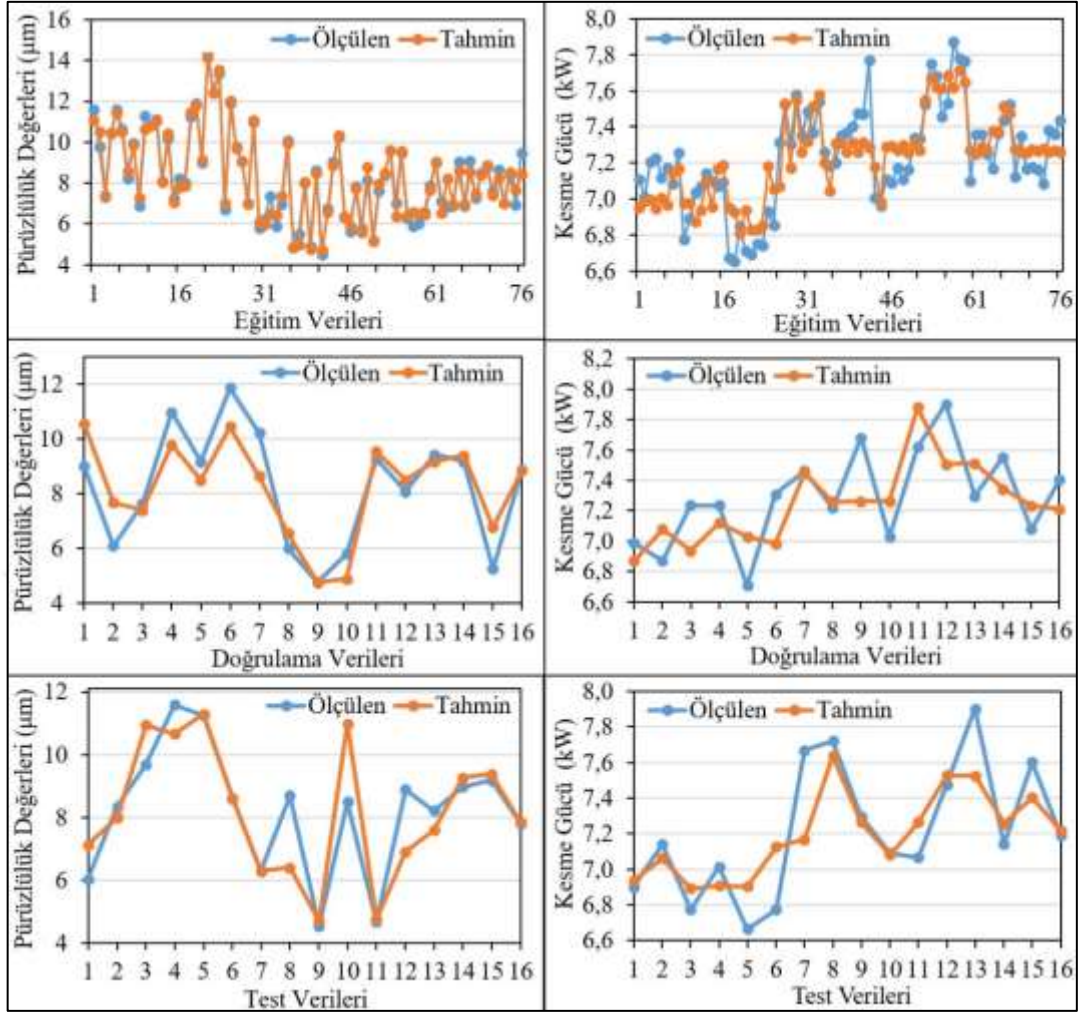 Pürüzlülük Değerleri (µm)
16
14
12
10
8
6
4
Ölçülen Tahmin
1 16 31 46 61 76
Eğitim Verileri
Kesme Gücü (kW)
8,0
7,8
7,6
7,4
7,2
7,0
6,8
6,6
Ölçülen Tahmin
1 16 31 46 61 76
Eğitim Verileri
Pürüzlülük Değerleri (µm)
12
10
8
6
4
Ölçülen Tahmin
1 2 3 4 5 6 7 8 9 10 11 12 13 14 15 16
Doğrulama Verileri
Kesme Gücü (kW)
8,2
8,0
7,8
7,6
7,4
7,2
7,0
6,8
6,6
Ölçülen Tahmin
1 2 3 4 5 6 7 8 9 10 11 12 13 14 15 16
Doğrulama Verileri
Pürüzlülük Değerleri (µm)
12
10
8
6
4
Ölçülen Tahmin
1 2 3 4 5 6 7 8 9 10 11 12 13 14 15 16
Test Verileri
Kesme Gücü (kW)
8,0
7,8
7,6
7,4
7,2
7,0
6,8
6,6
Ölçülen Tahmin
1 2 3 4 5 6 7 8 9 10 11 12 13 14 15 16
Test Verileri